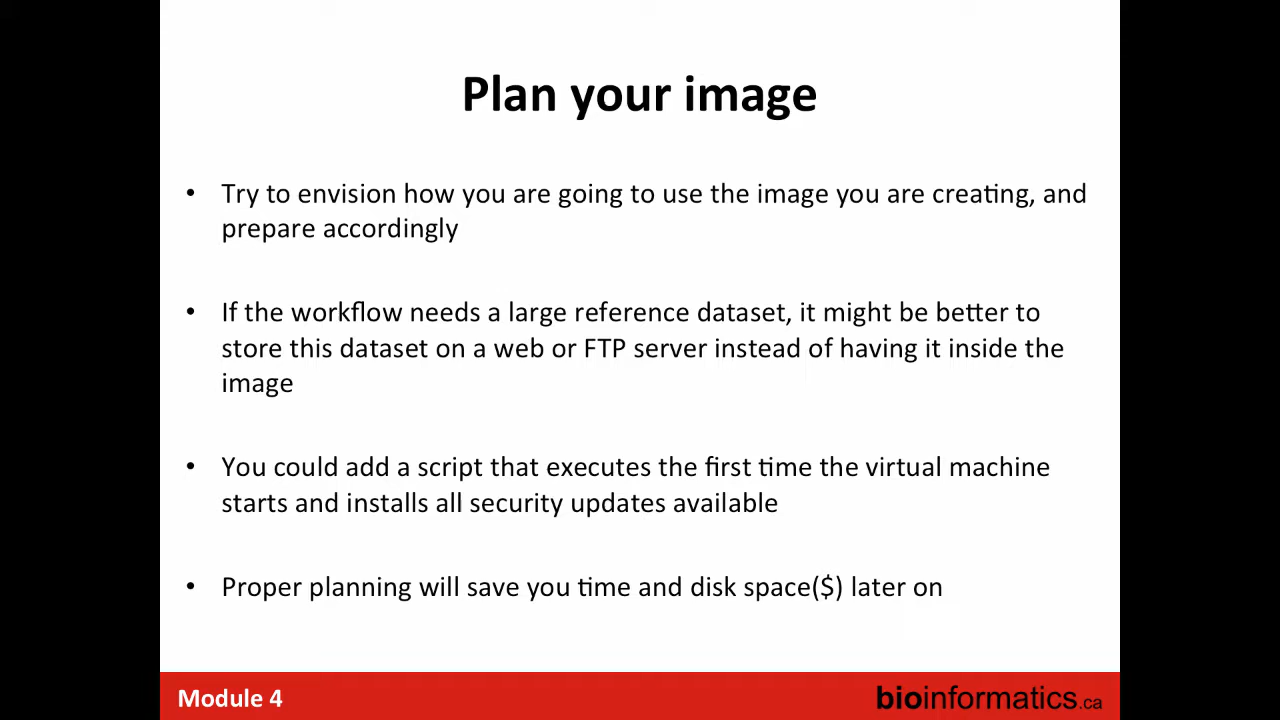 Plan your image
• Try to envision how you are going to use the image you are creating, and
prepare accordingly
• If the workflow needs a large reference dataset, it might be better to
store this dataset on a web or FTP server instead of having it inside the
image
• You could add a script that executes the first time the virtual machine
starts and installs all security updates available
• Proper planning will save you time and disk space($) later on
Module 4
bioinformatics.ca